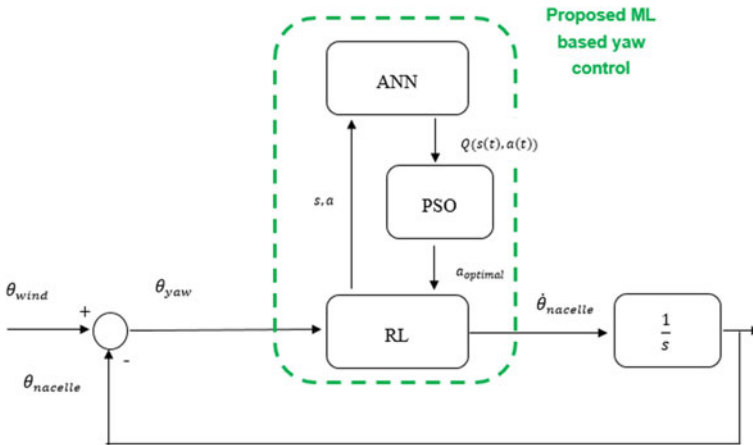 Proposed ML
based yaw
control
ANN
Q(s(t),a(t))
s,a
PSO
a_optimal
θ_wind
+
θ_yaw
RL
θ̇_nacelle
1
s
-
θ_nacelle